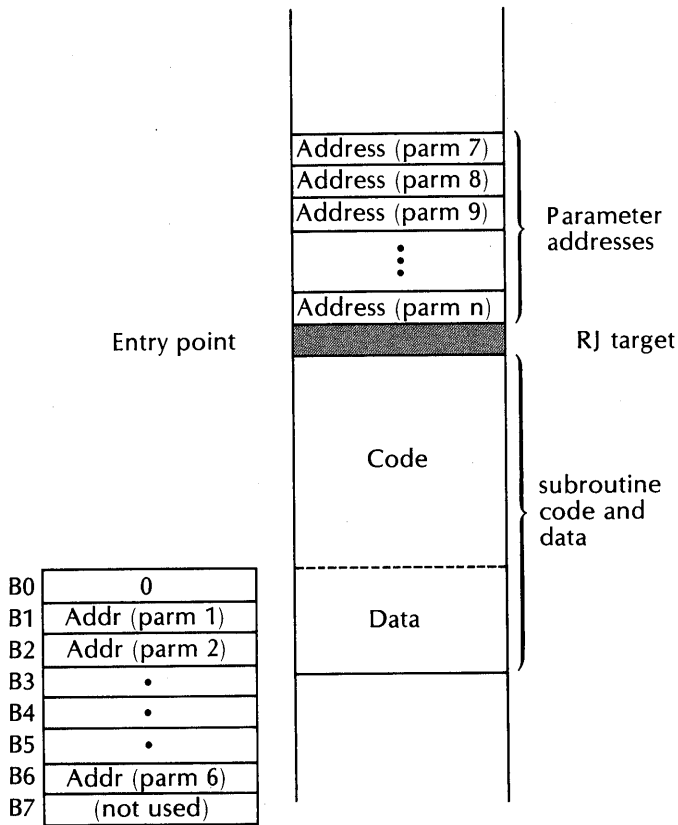 Address (parm 7)
Address (parm 8)
Address (parm 9)
Parameter
addresses
Address (parm n)
Entry point
RJ target
Code
subroutine
code and
data
Data
B0 0
B1 Addr (parm 1)
B2 Addr (parm 2)
B3 •
B4 •
B5 •
B6 Addr (parm 6)
B7 (not used)